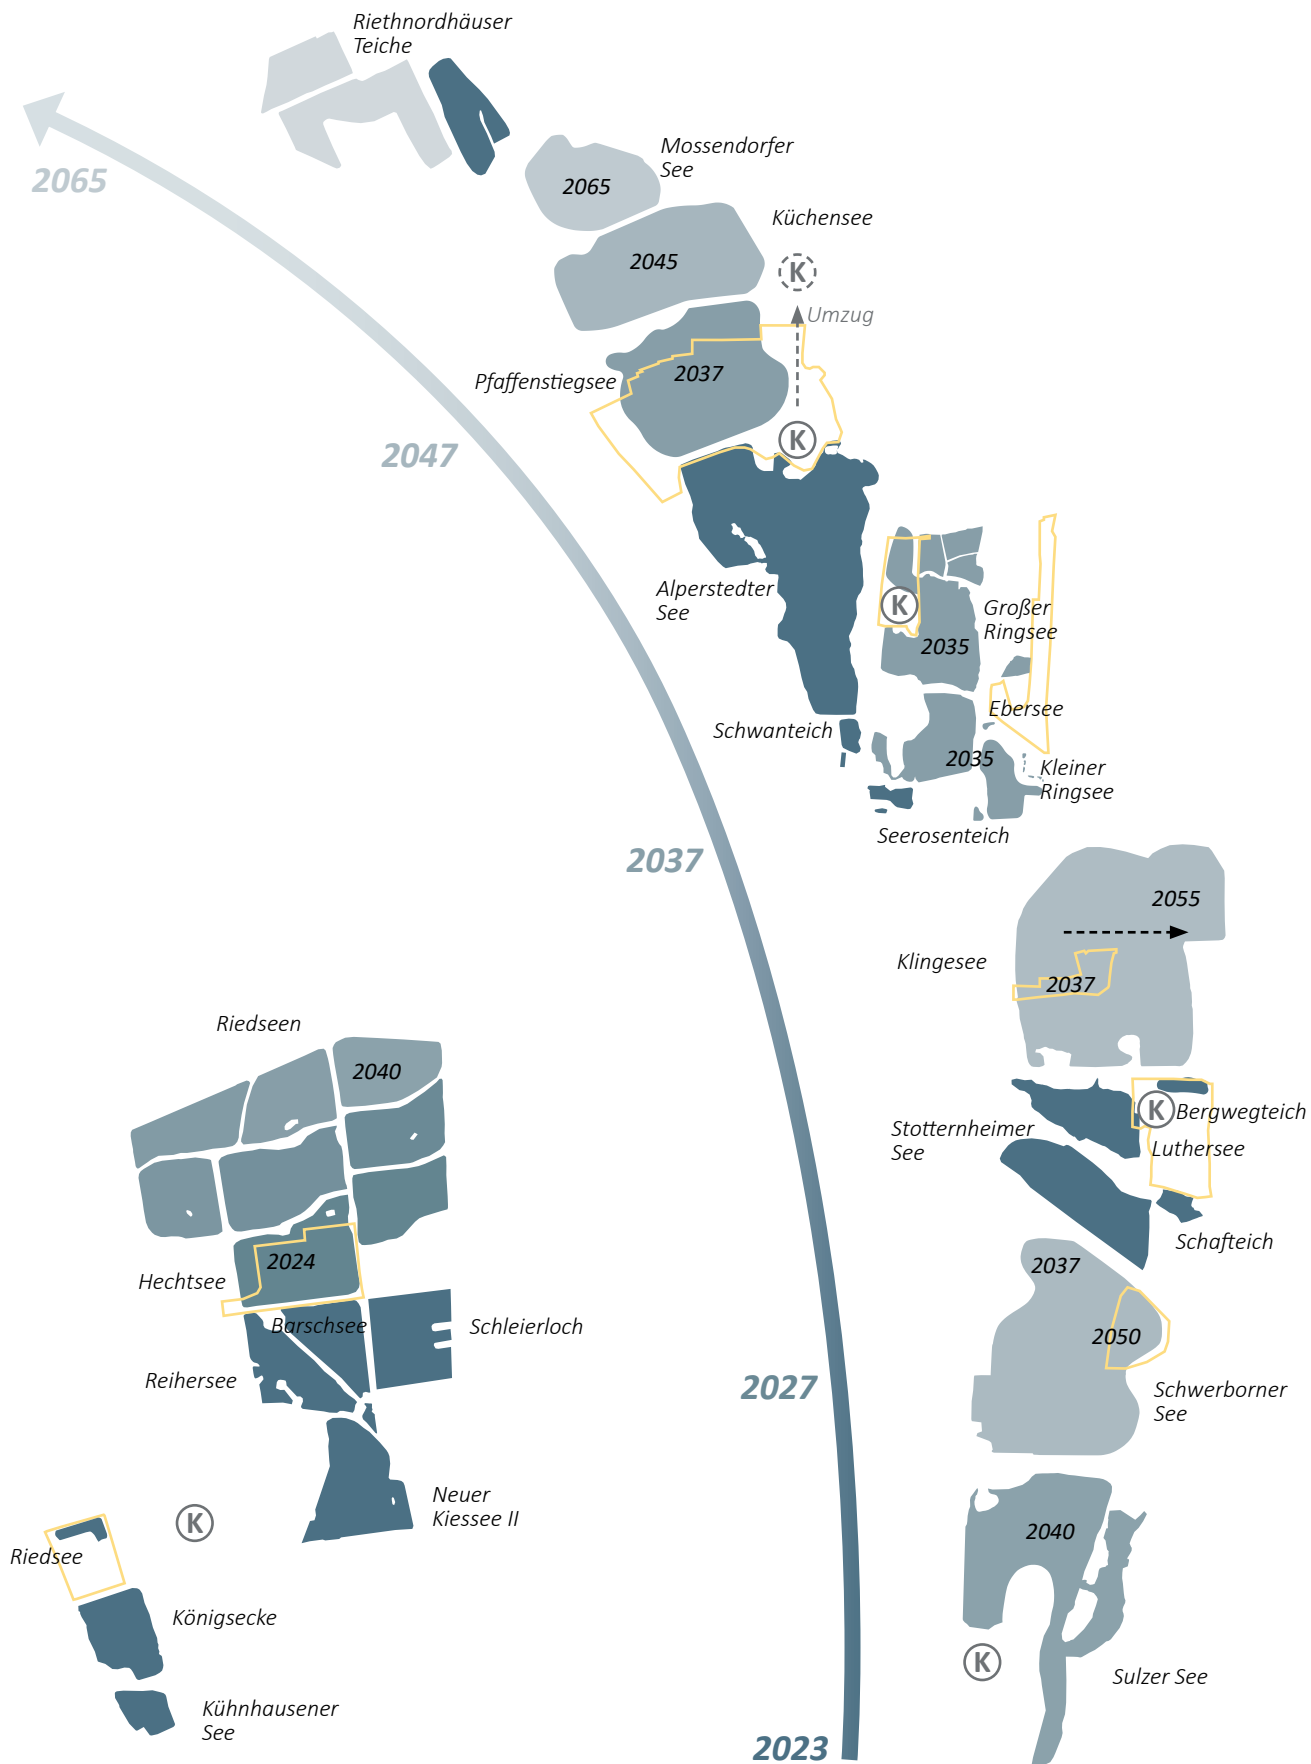 Riethnordhäuser
Teiche
2065
Mossendorfer
See
2065
Küchensee
2045
K
Umzug
Pfaffenstiegsee
2037
K
2047
Alperstedter
See
K
Großer
Ringsee
2035
Ebersee
Schwanteich
2035
Kleiner
Ringsee
Seerosenteich
2037
2055
Klingesee
2037
Riedseen
2040
K
Bergwegteich
Stotternheimer
See
Luthersee
Schafteich
Hechtsee
2024
2037
Barschsee
Schleierloch
2050
Reihersee
2027
Schwerborner
See
Neuer
Kiessee II
K
2040
Riedsee
Königsecke
K
Sulzer See
Kühnhausener
See
2023